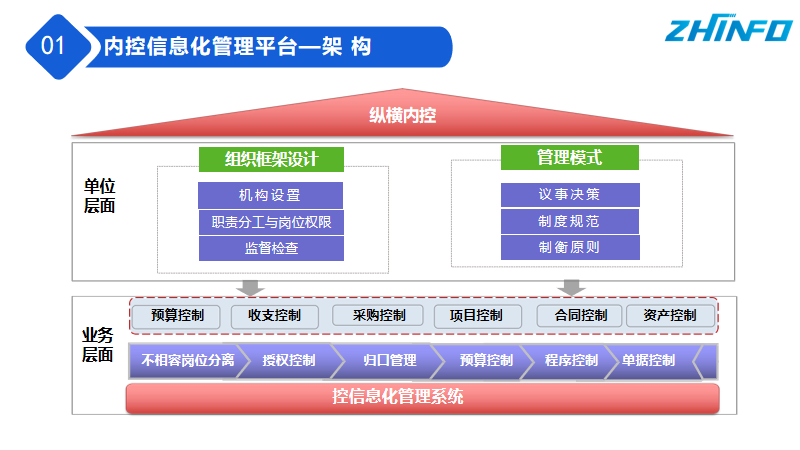 01
内控信息化管理平台—架 构
ZHINFO
纵横内控
单位
层面
组织框架设计
机构设置
职责分工与岗位权限
监督检查
管理模式
议事决策
制度规范
制衡原则
业务
层面
预算控制 收支控制 采购控制 项目控制 合同控制 资产控制
不相容岗位分离 授权控制 归口管理 预算控制 程序控制 单据控制
控信息化管理系统